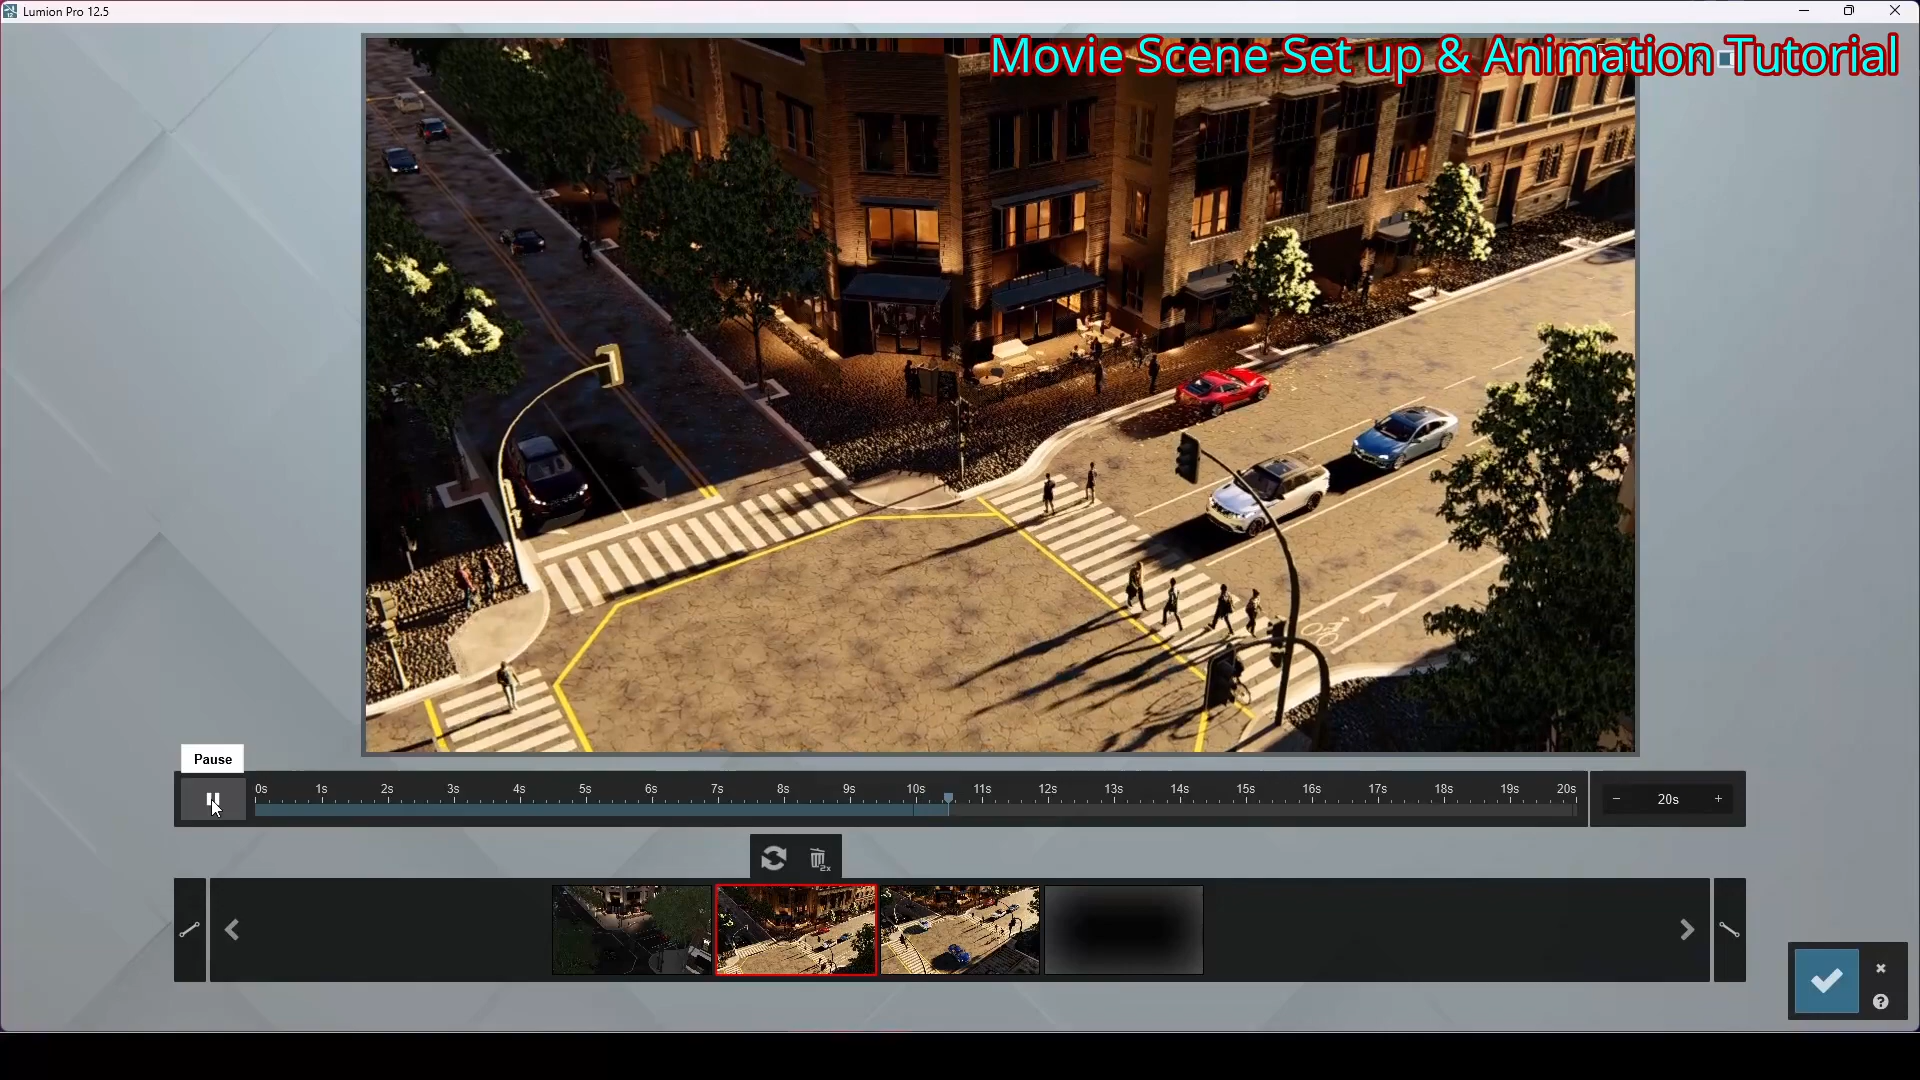 Lumion Pro 12.5
Movie Scene Set up & Animation Tutorial
Pause
0s 1s 2s 3s 4s 5s 6s 7s 8s 9s 10s 11s 12s 13s 14s 15s 16s 17s 18s 19s 20s
- 20s +
2x